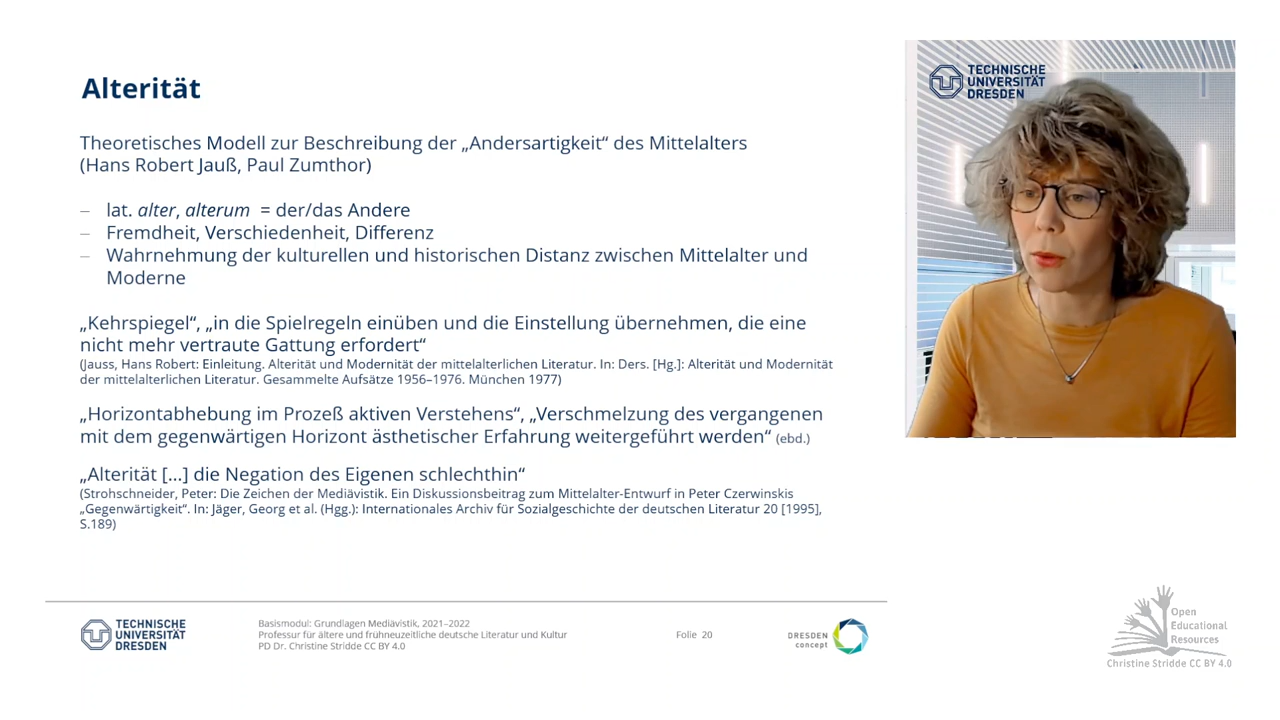 Alterität
Theoretisches Modell zur Beschreibung der „Andersartigkeit“ des Mittelalters
(Hans Robert Jauß, Paul Zumthor)
– lat. alter, alterum = der/das Andere
– Fremdheit, Verschiedenheit, Differenz
– Wahrnehmung der kulturellen und historischen Distanz zwischen Mittelalter und
Moderne
„Kehrspiegel“, „in die Spielregeln einüben und die Einstellung übernehmen, die eine
nicht mehr vertraute Gattung erfordert“
(Jauss, Hans Robert: Einleitung. Alterität und Modernität der mittelalterlichen Literatur. In: Ders. [Hg.]: Alterität und Modernität
der mittelalterlichen Literatur. Gesammelte Aufsätze 1956–1976. München 1977)
„Horizontabhebung im Prozeß aktiven Verstehens“, „Verschmelzung des vergangenen
mit dem gegenwärtigen Horizont ästhetischer Erfahrung weitergeführt werden“ (ebd.)
„Alterität [...] die Negation des Eigenen schlechthin“
(Strohschneider, Peter: Die Zeichen der Mediävistik. Ein Diskussionsbeitrag zum Mittelalter-Entwurf in Peter Czerwinskis
„Gegenwärtigkeit“. In: Jäger, Georg et al. (Hgg.): Internationales Archiv für Sozialgeschichte der deutschen Literatur 20 [1995],
S.189)
TECHNISCHE
UNIVERSITÄT
DRESDEN
Basismodul: Grundlagen Mediävistik, 2021–2022
Professur für ältere und frühneuzeitliche deutsche Literatur und Kultur
PD Dr. Christine Stridde CC BY 4.0
Folie 20
DRESDEN
concept
TECHNISCHE
UNIVERSITÄT
DRESDEN
Open
Educational
Resources
Christine Stridde CC BY 4.0